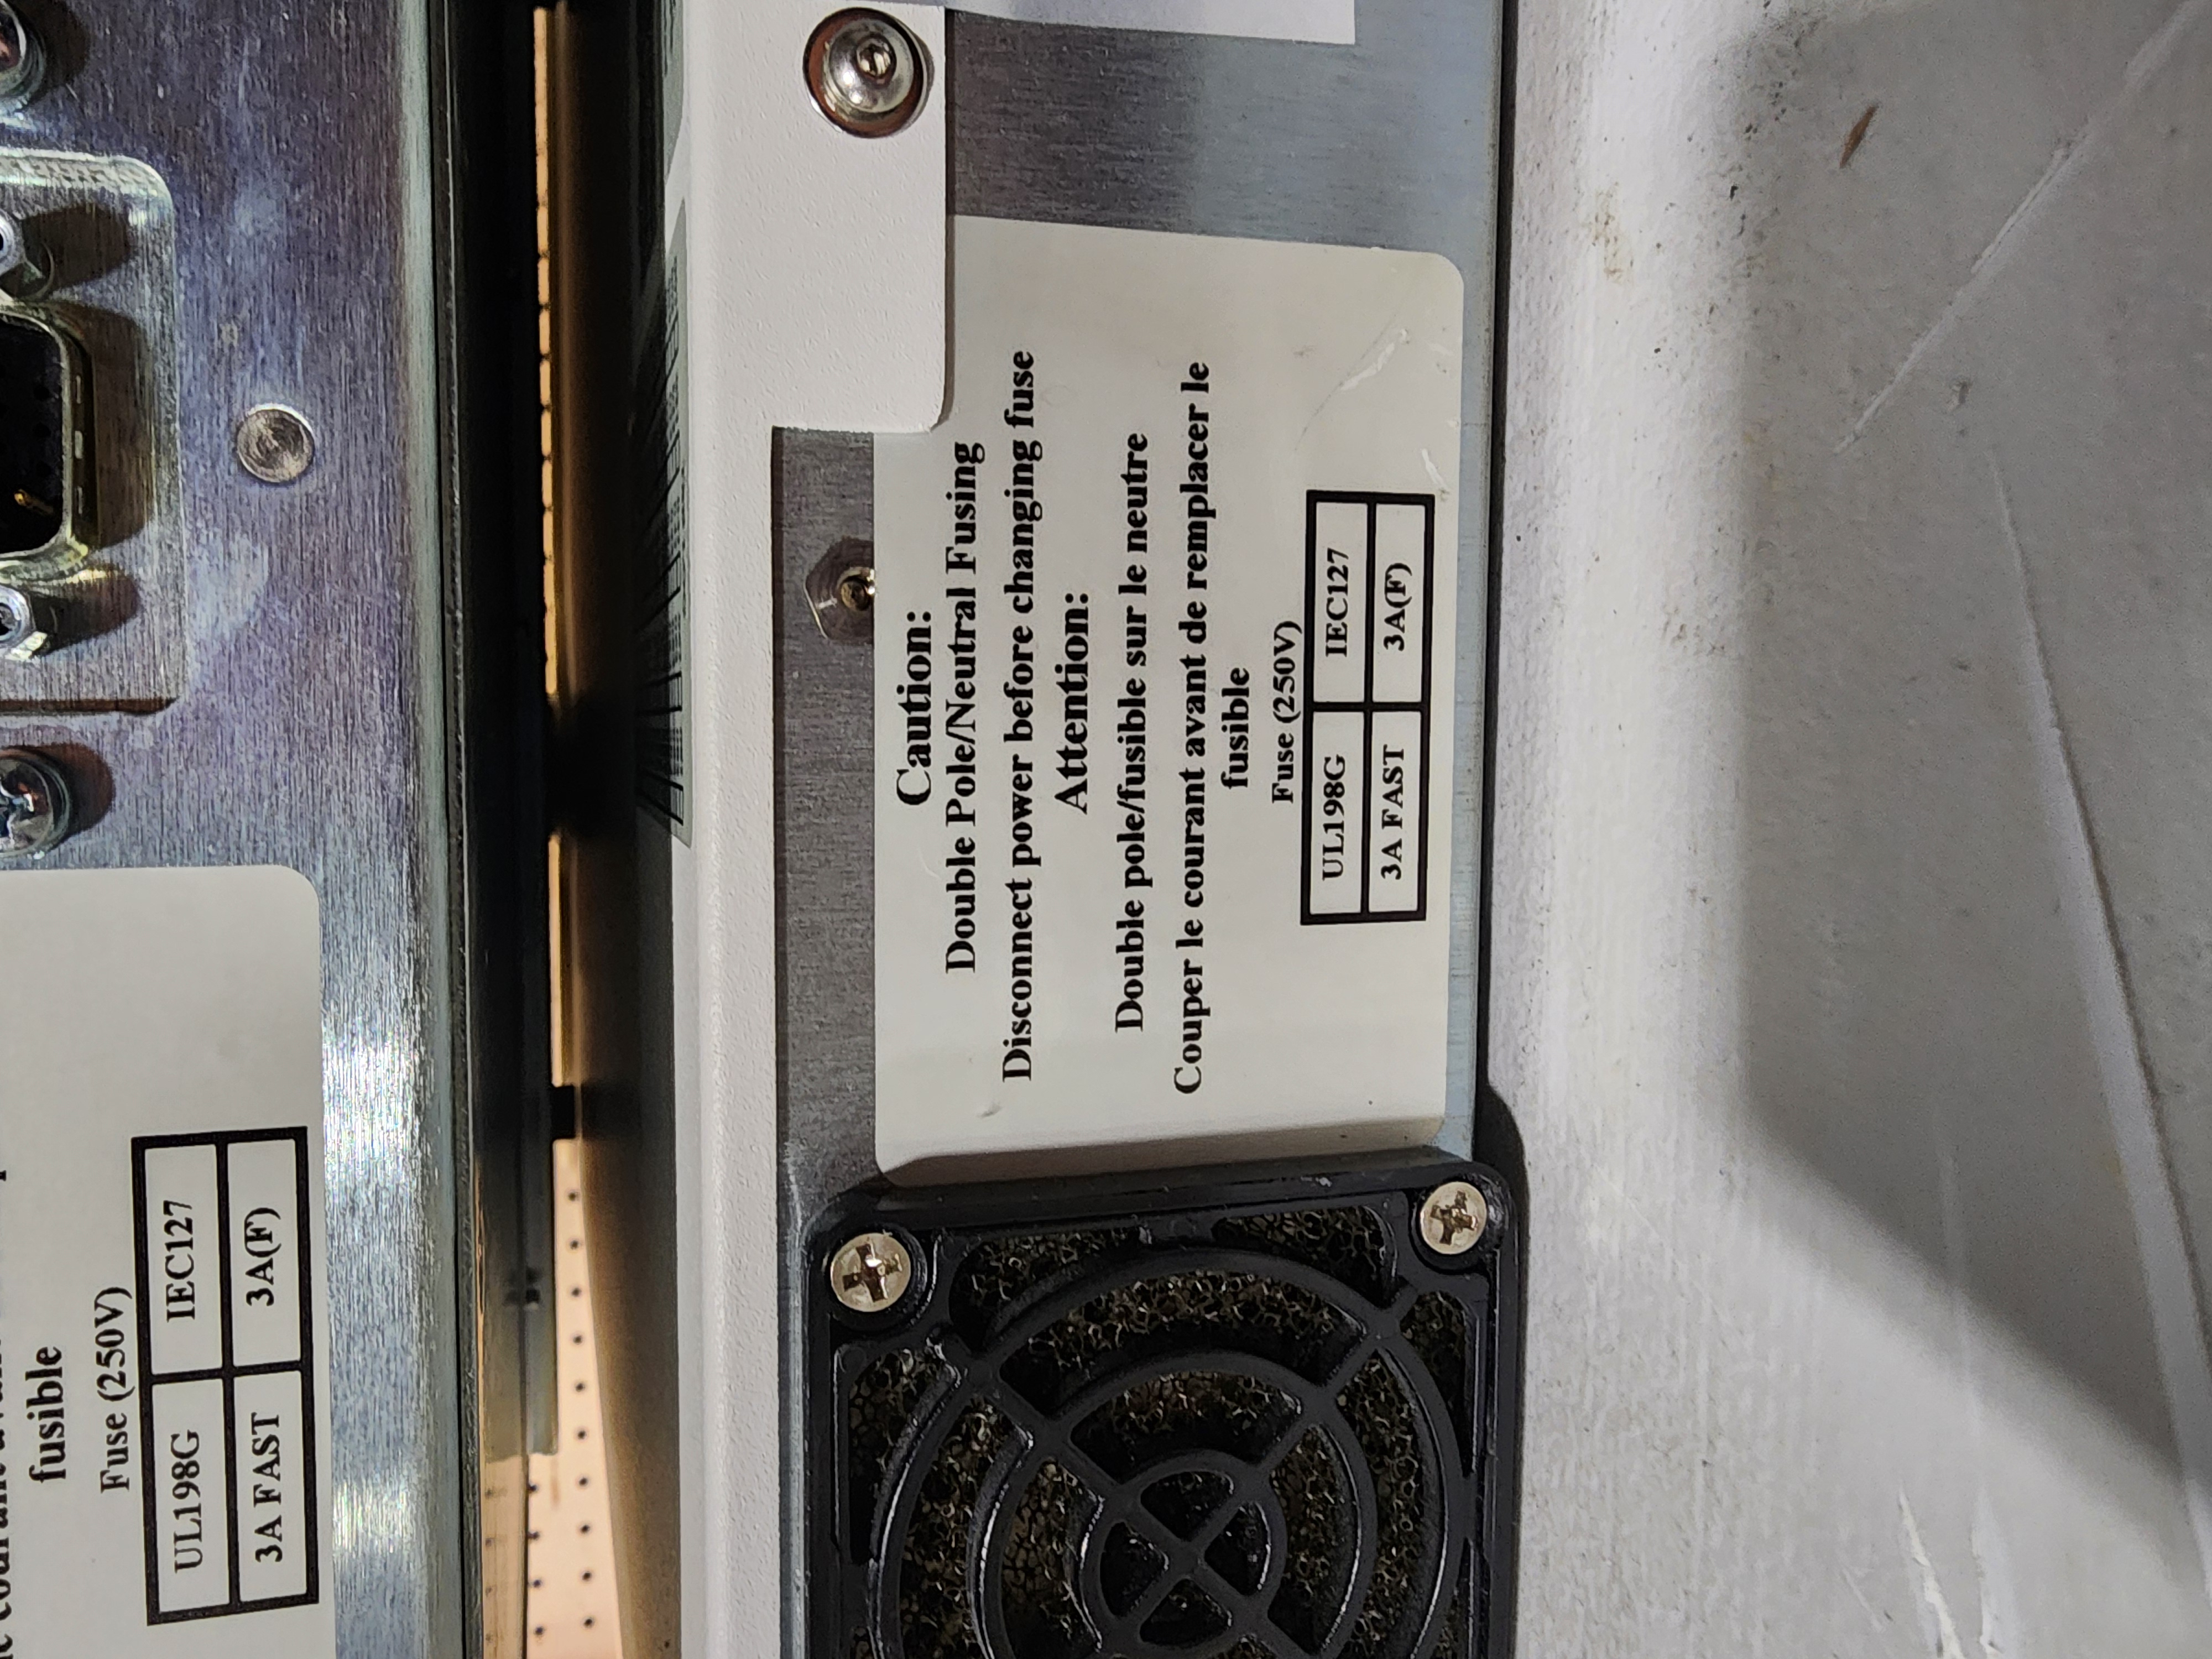 Caution:
Double Pole/Neutral Fusing
Disconnect power before changing fuse
Attention:
Double pole/fusible sur le neutre
Couper le courant avant de remplacer le
fusible
Fuse (250V)
UL198G IEC127
3A FAST 3A(F)
fusible
Fuse (250V)
UL198G IEC127
3A FAST 3A(F)